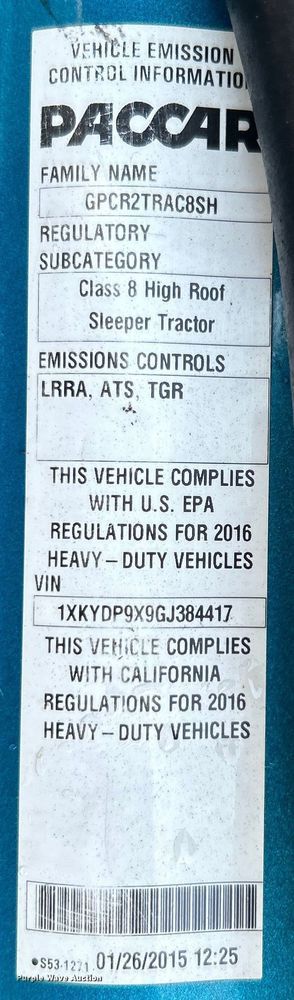 VEHICLE EMISSION
CONTROL INFORMATIO
PACCAR
FAMILY NAME
GPCR2TRAC8SH
REGULATORY
SUBCATEGORY
Class 8 High Roof
Sleeper Tractor
EMISSIONS CONTROLS
LRRA, ATS, TGR
THIS VEHICLE COMPLIES
WITH U.S. EPA
REGULATIONS FOR 2016
HEAVY – DUTY VEHICLES
VIN
1XKYDP9X9GJ384417
THIS VEHICLE COMPLIES
WITH CALIFORNIA
REGULATIONS FOR 2016
HEAVY – DUTY VEHICLES
•S53-1271 01/26/2015 12:25
Purple Wave Auction